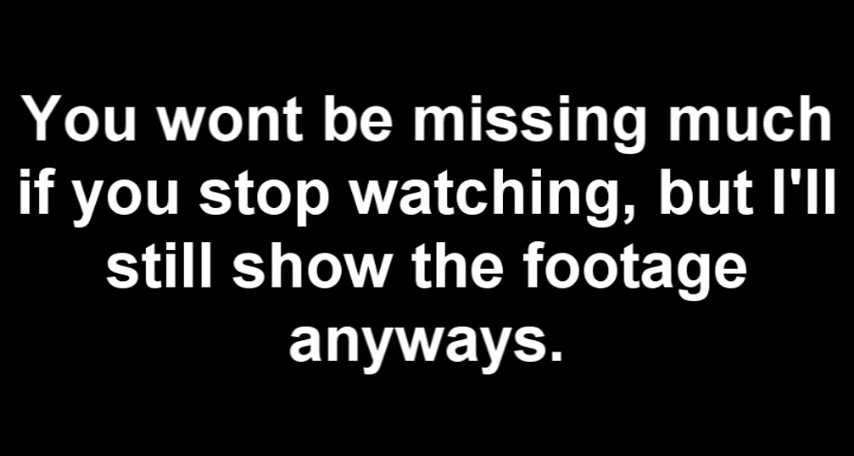 You wont be missing much
if you stop watching, but I'll
still show the footage
anyways.